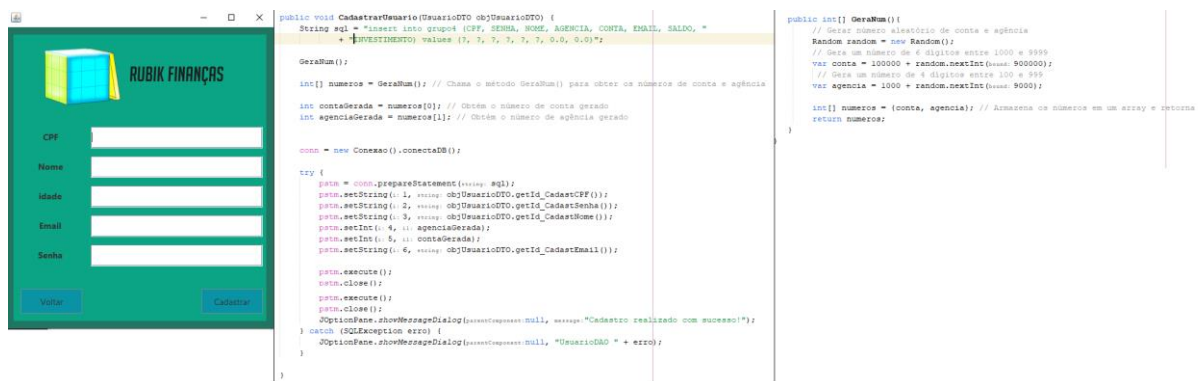 RUBIK FINANÇAS
CPF
Nome
idade
Email
Senha
Voltar
Cadastrar
public void CadastrarUsuario(UsuarioDTO objUsuarioDTO) {
String sql = "insert into grupo4 (CPF, SENHA, NOME, AGENCIA, CONTA, EMAIL, SALDO, "
+ "INVESTIMENTO) values (?, ?, ?, ?, ?, ?, 0.0, 0.0)";
GeraNum();
int[] numeros = GeraNum(); // Chama o método GeraNum() para obter os números de conta e agência
int contaGerada = numeros[0]; // Obtém o número de conta gerado
int agenciaGerada = numeros[1]; // Obtém o número de agência gerado
conn = new Conexao().conectaDB();
try {
pstm = conn.prepareStatement(string: sql);
pstm.setString(i: 1, string: objUsuarioDTO.getId_CadastCPF());
pstm.setString(i: 2, string: objUsuarioDTO.getId_CadastSenha());
pstm.setString(i: 3, string: objUsuarioDTO.getId_CadastNome());
pstm.setInt(i: 4, i1: agenciaGerada);
pstm.setInt(i: 5, i1: contaGerada);
pstm.setString(i: 6, string: objUsuarioDTO.getId_CadastEmail());
pstm.execute();
pstm.close();
pstm.execute();
pstm.close();
JOptionPane.showMessageDialog(parentComponent: null, message: "Cadastro realizado com sucesso!");
} catch (SQLException erro) {
JOptionPane.showMessageDialog(parentComponent: null, "UsuarioDAO " + erro);
}
}
public int[] GeraNum(){
// Gerar número aleatório de conta e agência
Random random = new Random();
// Gera um número de 6 dígitos entre 1000 e 9999
var conta = 100000 + random.nextInt(bound: 900000);
// Gera um número de 4 dígitos entre 100 e 999
var agencia = 1000 + random.nextInt(bound: 9000);
int[] numeros = {conta, agencia}; // Armazena os números em um array e retorna
return numeros;
}
}